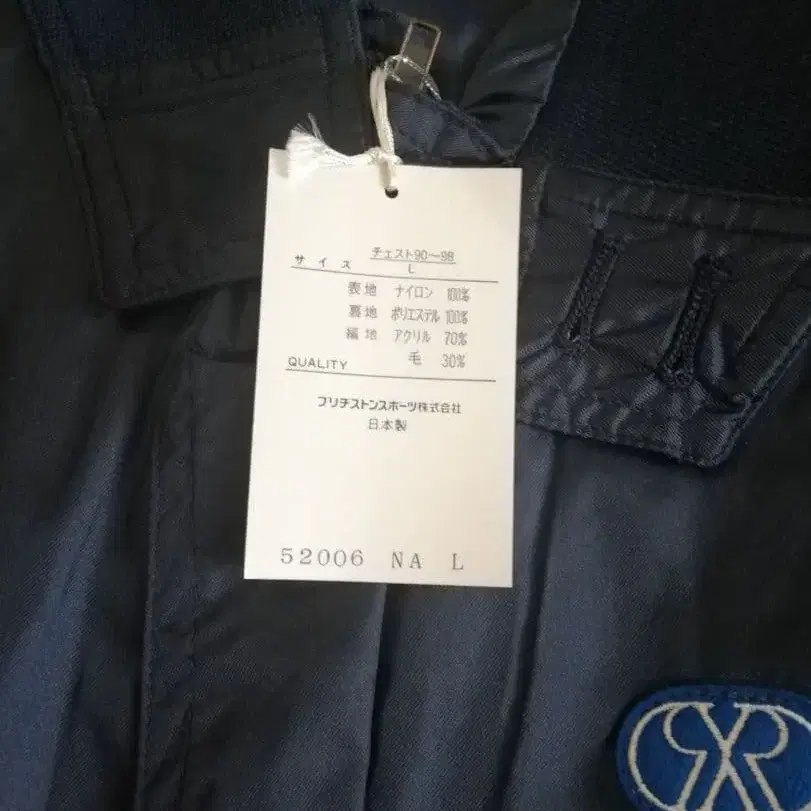 チェスト90〜98
サイズ L
表地 ナイロン 100%
裏地 ポリエステル 100%
編地 アクリル 70%
毛 30%
QUALITY
ブリヂストンスポーツ株式会社
日本製
52006 NA L